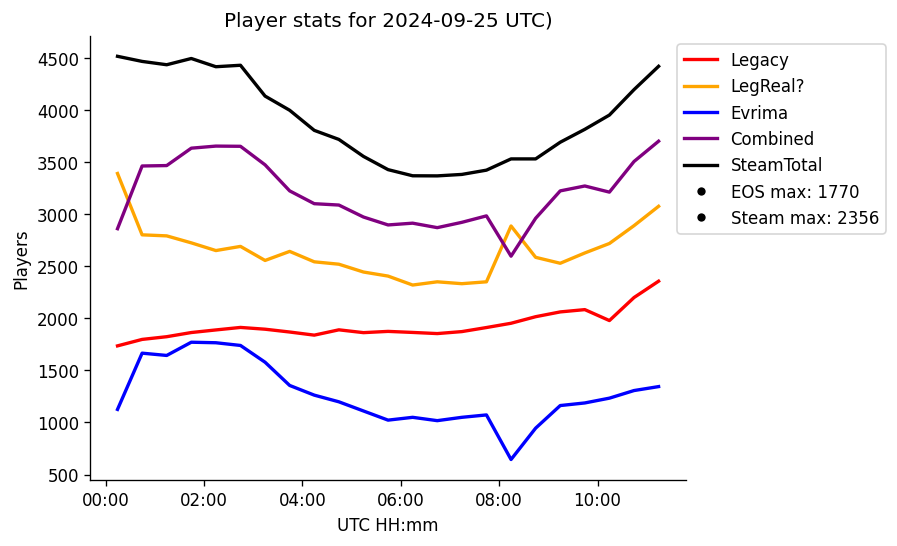 Player stats for 2024-09-25 UTC)
Legacy
LegReal?
Evrima
Combined
SteamTotal
EOS max: 1770
Steam max: 2356
Players
4500
4000
3500
3000
2500
2000
1500
1000
500
00:00 02:00 04:00 06:00 08:00 10:00
UTC HH:mm